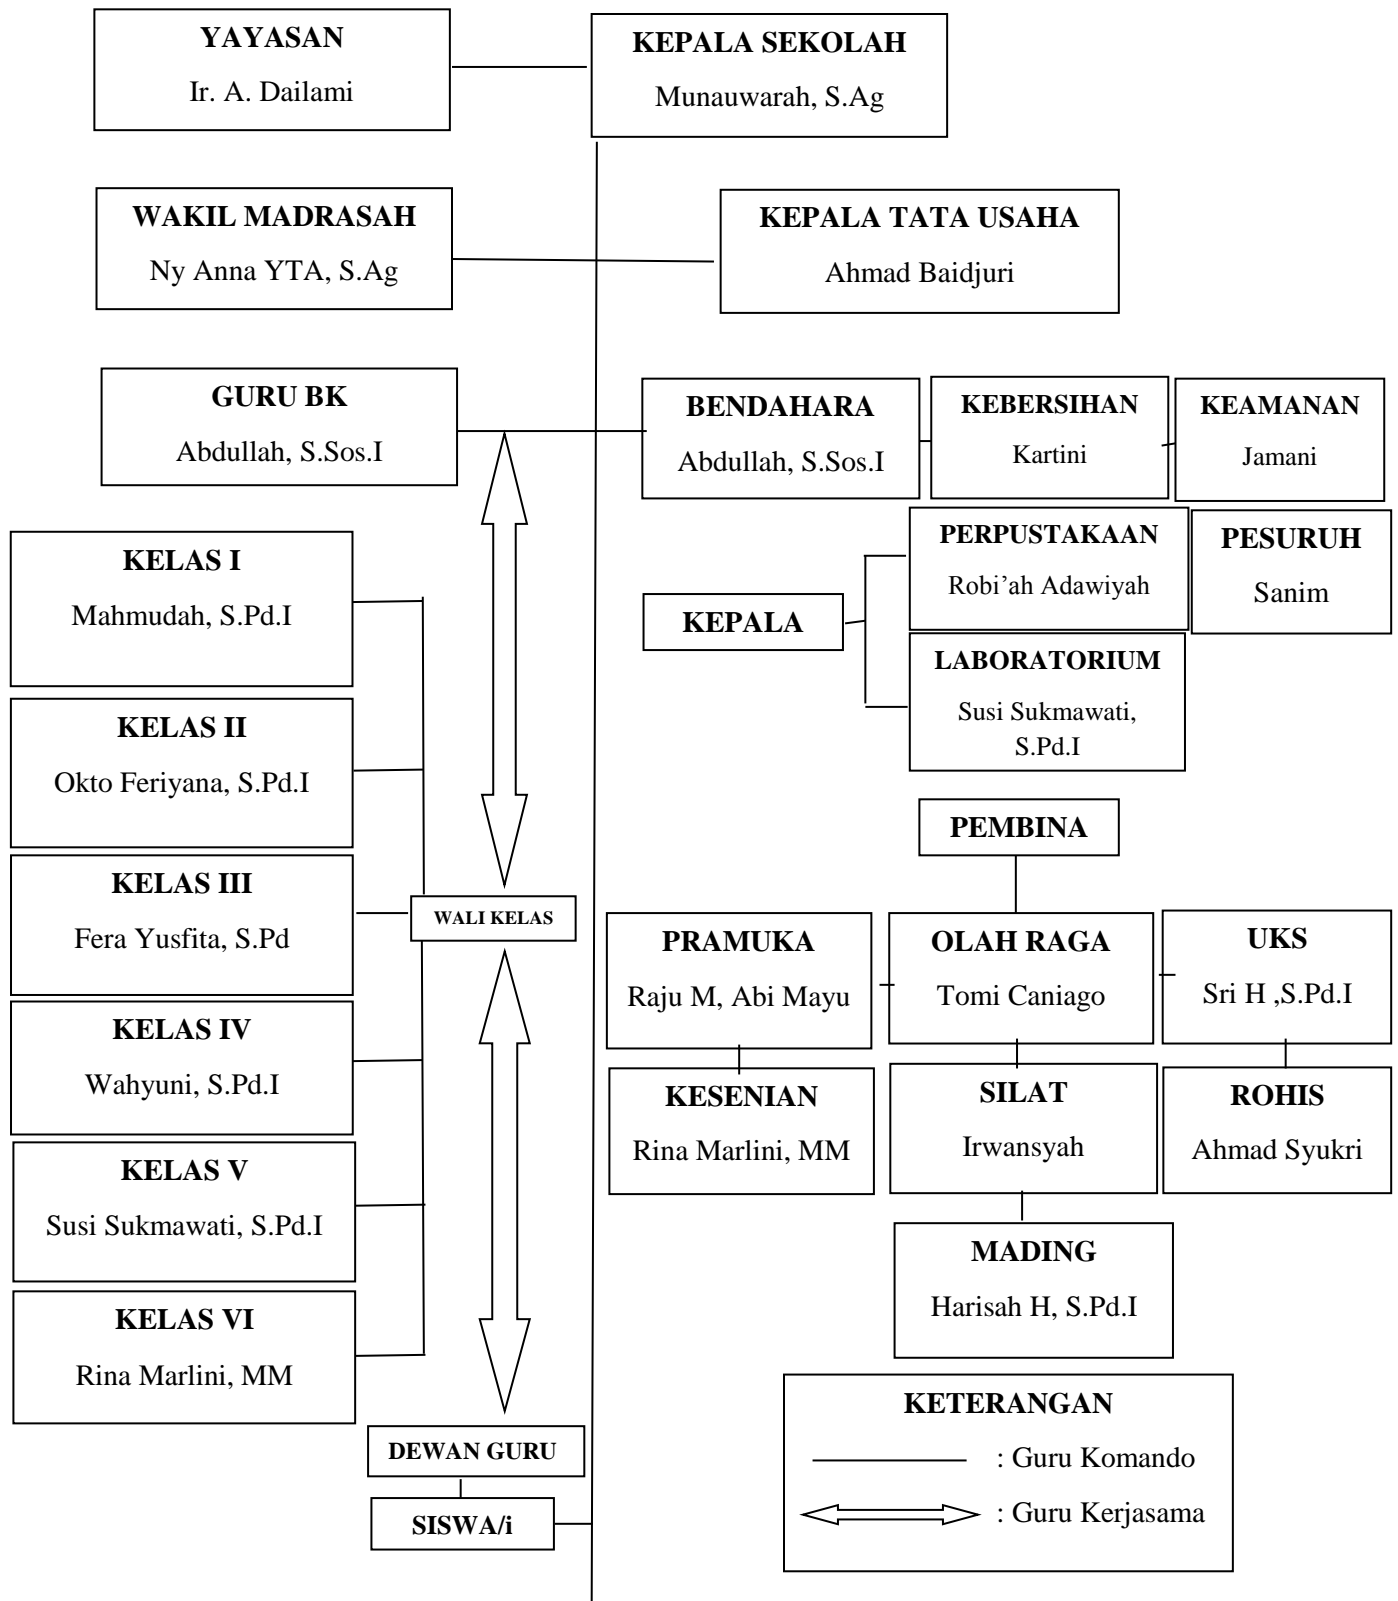 YAYASAN
Ir. A. Dailami
KEPALA SEKOLAH
Munauwarah, S.Ag
WAKIL MADRASAH
Ny Anna YTA, S.Ag
KEPALA TATA USAHA
Ahmad Baidjuri
GURU BK
Abdullah, S.Sos.I
BENDAHARA
Abdullah, S.Sos.I
KEBERSIHAN
Kartini
KEAMANAN
Jamani
KELAS I
Mahmudah, S.Pd.I
KELAS II
Okto Feriyana, S.Pd.I
KELAS III
Fera Yusfita, S.Pd
KELAS IV
Wahyuni, S.Pd.I
KELAS V
Susi Sukmawati, S.Pd.I
KELAS VI
Rina Marlini, MM
WALI KELAS
DEWAN GURU
SISWA/i
KEPALA
PERPUSTAKAAN
Robi’ah Adawiyah
PESURUH
Sanim
LABORATORIUM
Susi Sukmawati,
S.Pd.I
PEMBINA
PRAMUKA
Raju M, Abi Mayu
OLAH RAGA
Tomi Caniago
UKS
Sri H ,S.Pd.I
KESENIAN
Rina Marlini, MM
SILAT
Irwansyah
ROHIS
Ahmad Syukri
MADING
Harisah H, S.Pd.I
KETERANGAN
: Guru Komando
: Guru Kerjasama